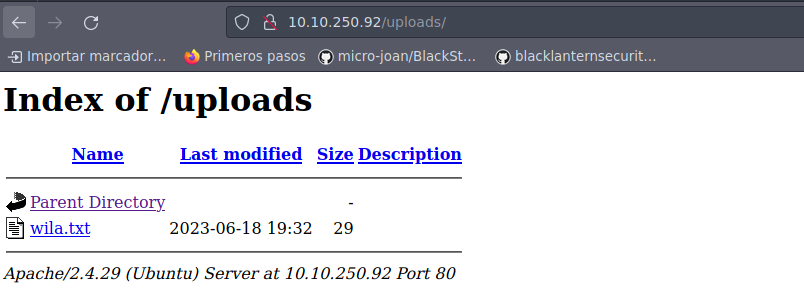 10.10.250.92/uploads/
Importar marcador... Primeros pasos micro-joan/BlackSt... blacklanternsecurit...
Index of /uploads
Name Last modified Size Description
Parent Directory -
wila.txt 2023-06-18 19:32 29
Apache/2.4.29 (Ubuntu) Server at 10.10.250.92 Port 80